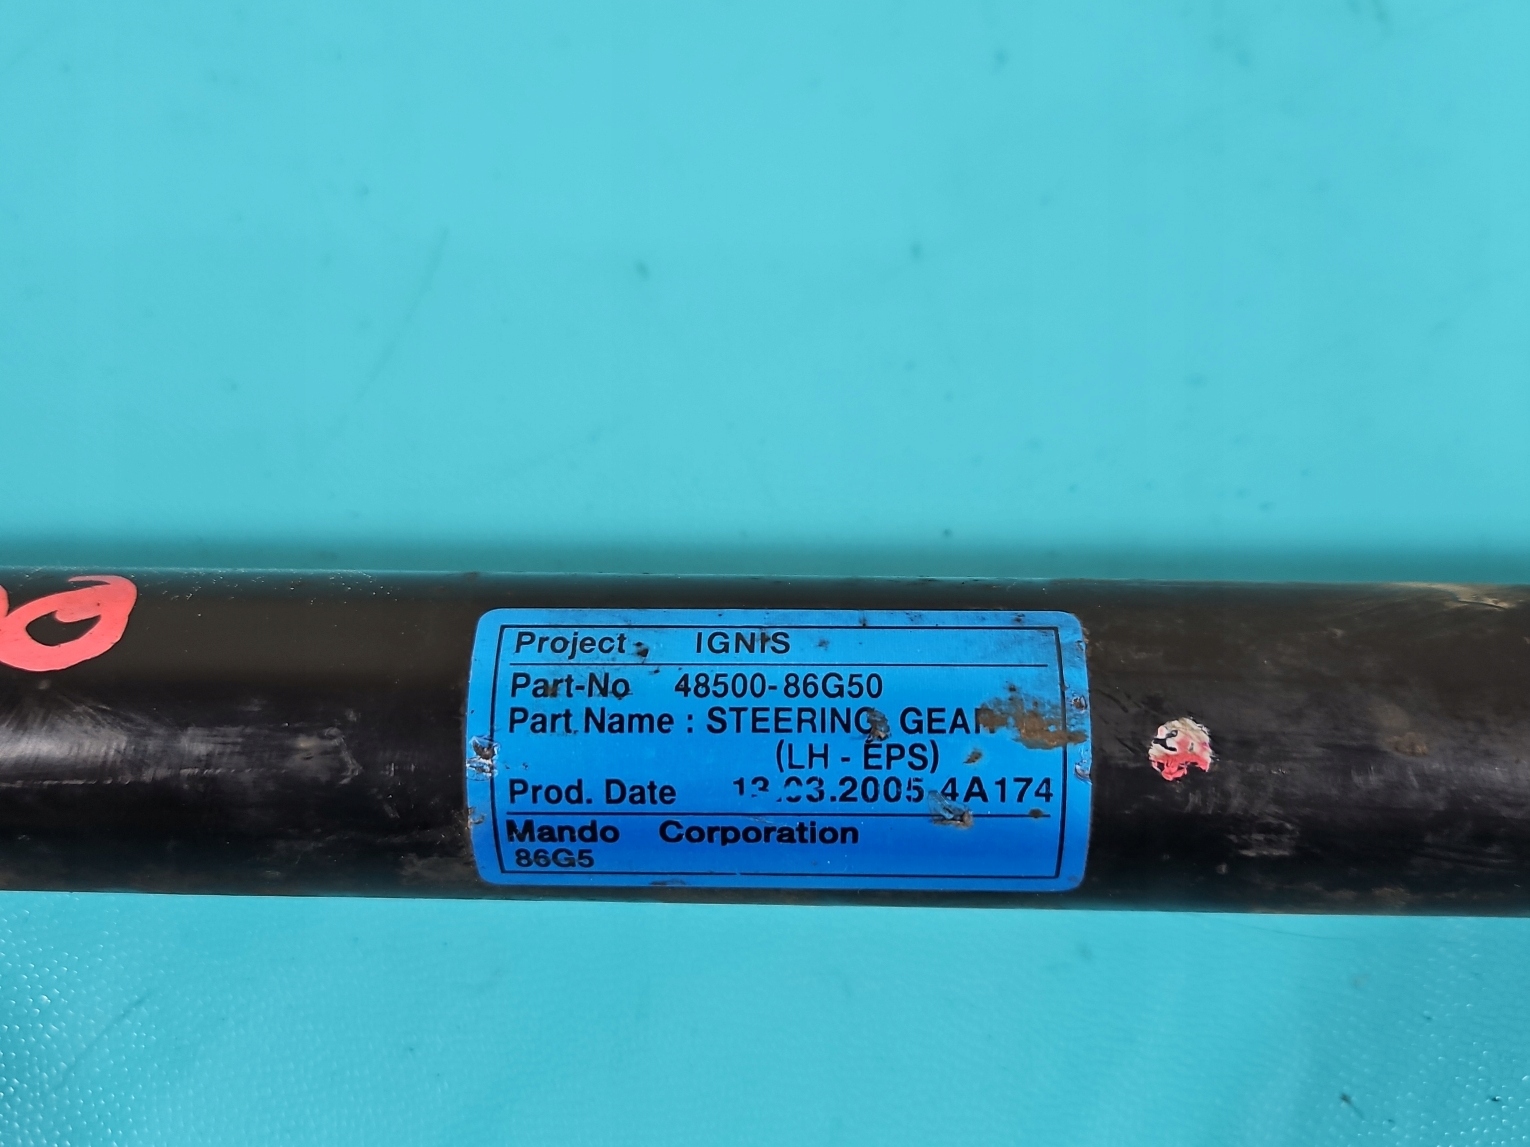 Project : IGNIS
Part-No 48500-86G50
Part Name : STEERING GEAR
(LH - EPS)
Prod. Date 13.03.2005 4A174
Mando Corporation
86G5